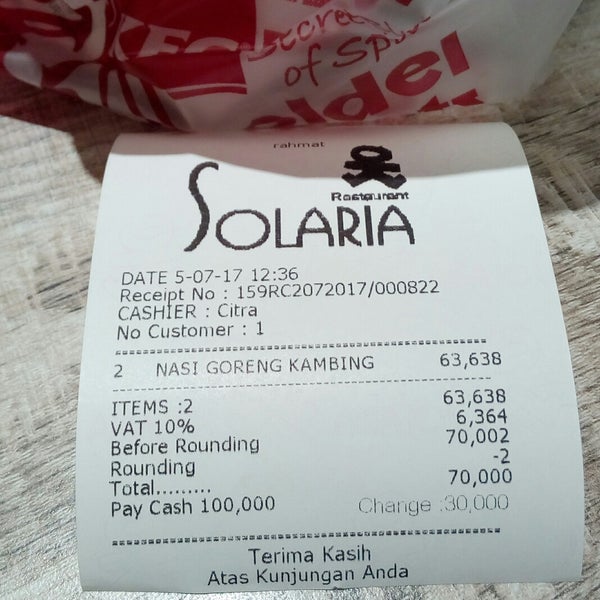 KFC
Secret
of Sp
rahmat
Restaurant
SOLARIA
DATE 5-07-17 12:36
Receipt No : 159RC2072017/000822
CASHIER : Citra
No Customer : 1
2 NASI GORENG KAMBING 63,638
ITEMS :2 63,638
VAT 10% 6,364
Before Rounding 70,002
Rounding -2
Total......... 70,000
Pay Cash 100,000 Change :30,000
Terima Kasih
Atas Kunjungan Anda